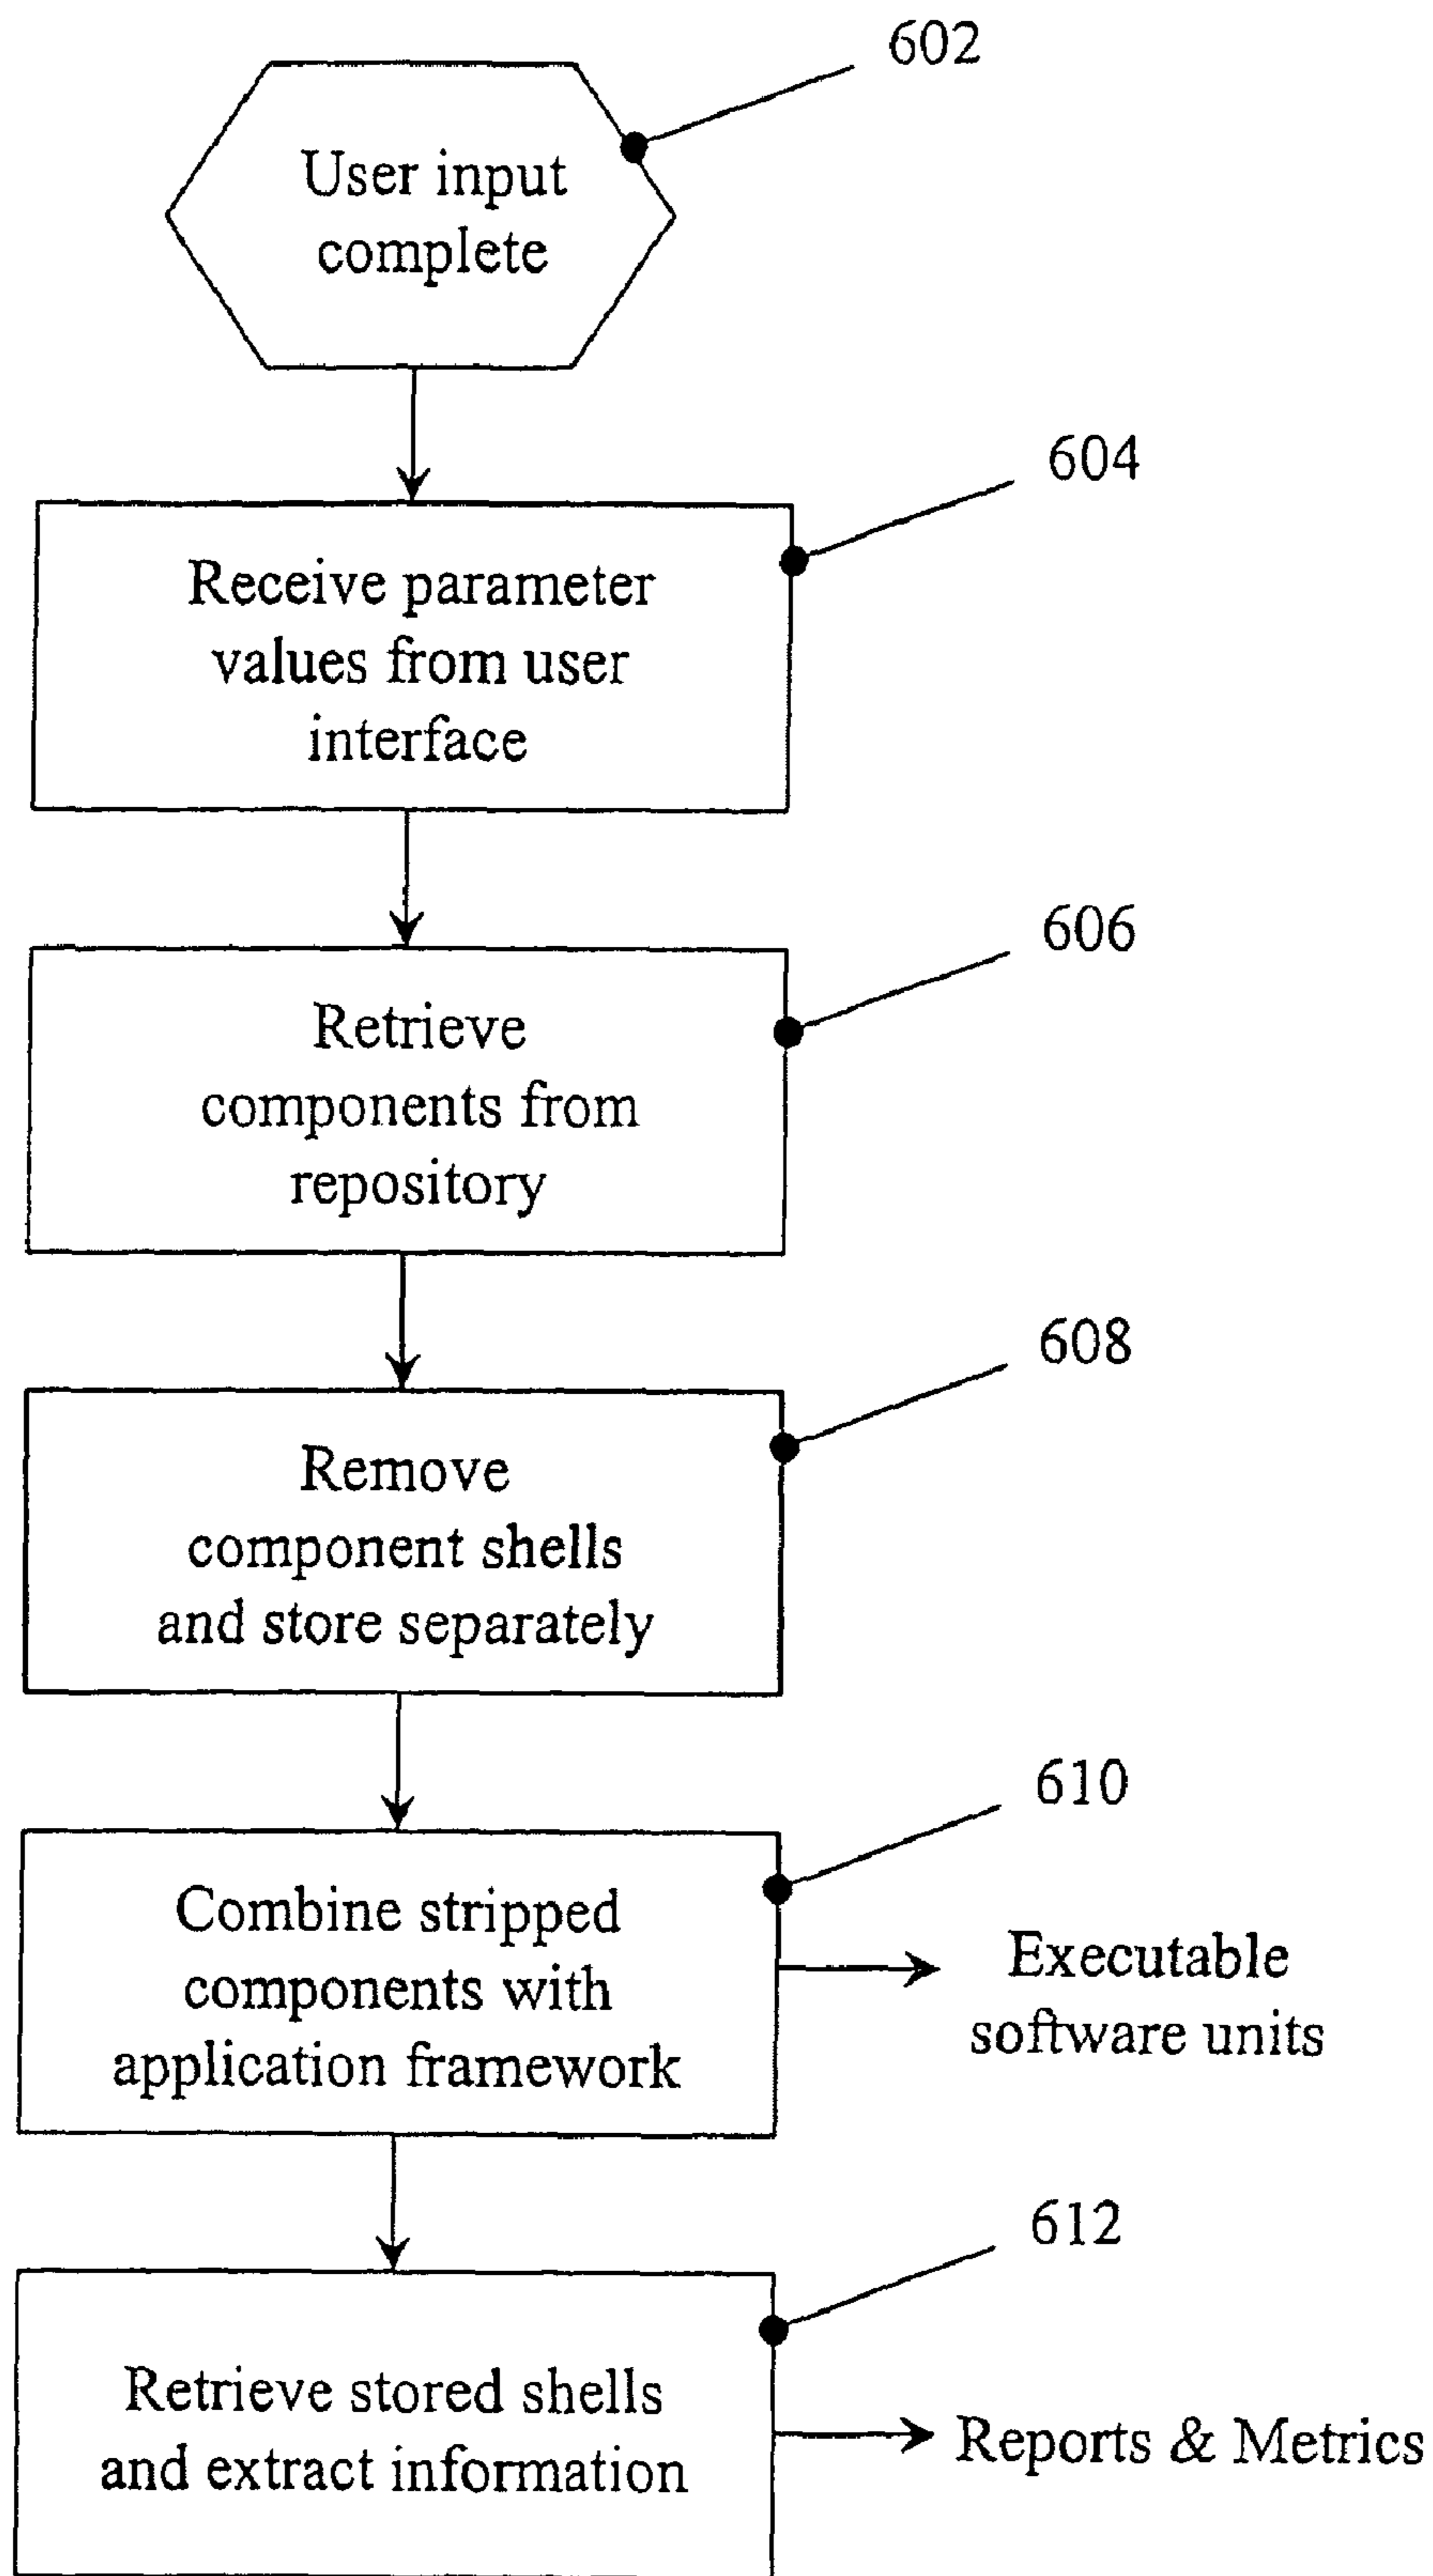 602
User input
complete
604
Receive parameter
values from user
interface
606
Retrieve
components from
repository
608
Remove
component shells
and store separately
610
Combine stripped
components with
application framework
Executable
software units
612
Retrieve stored shells
and extract information
Reports & Metrics